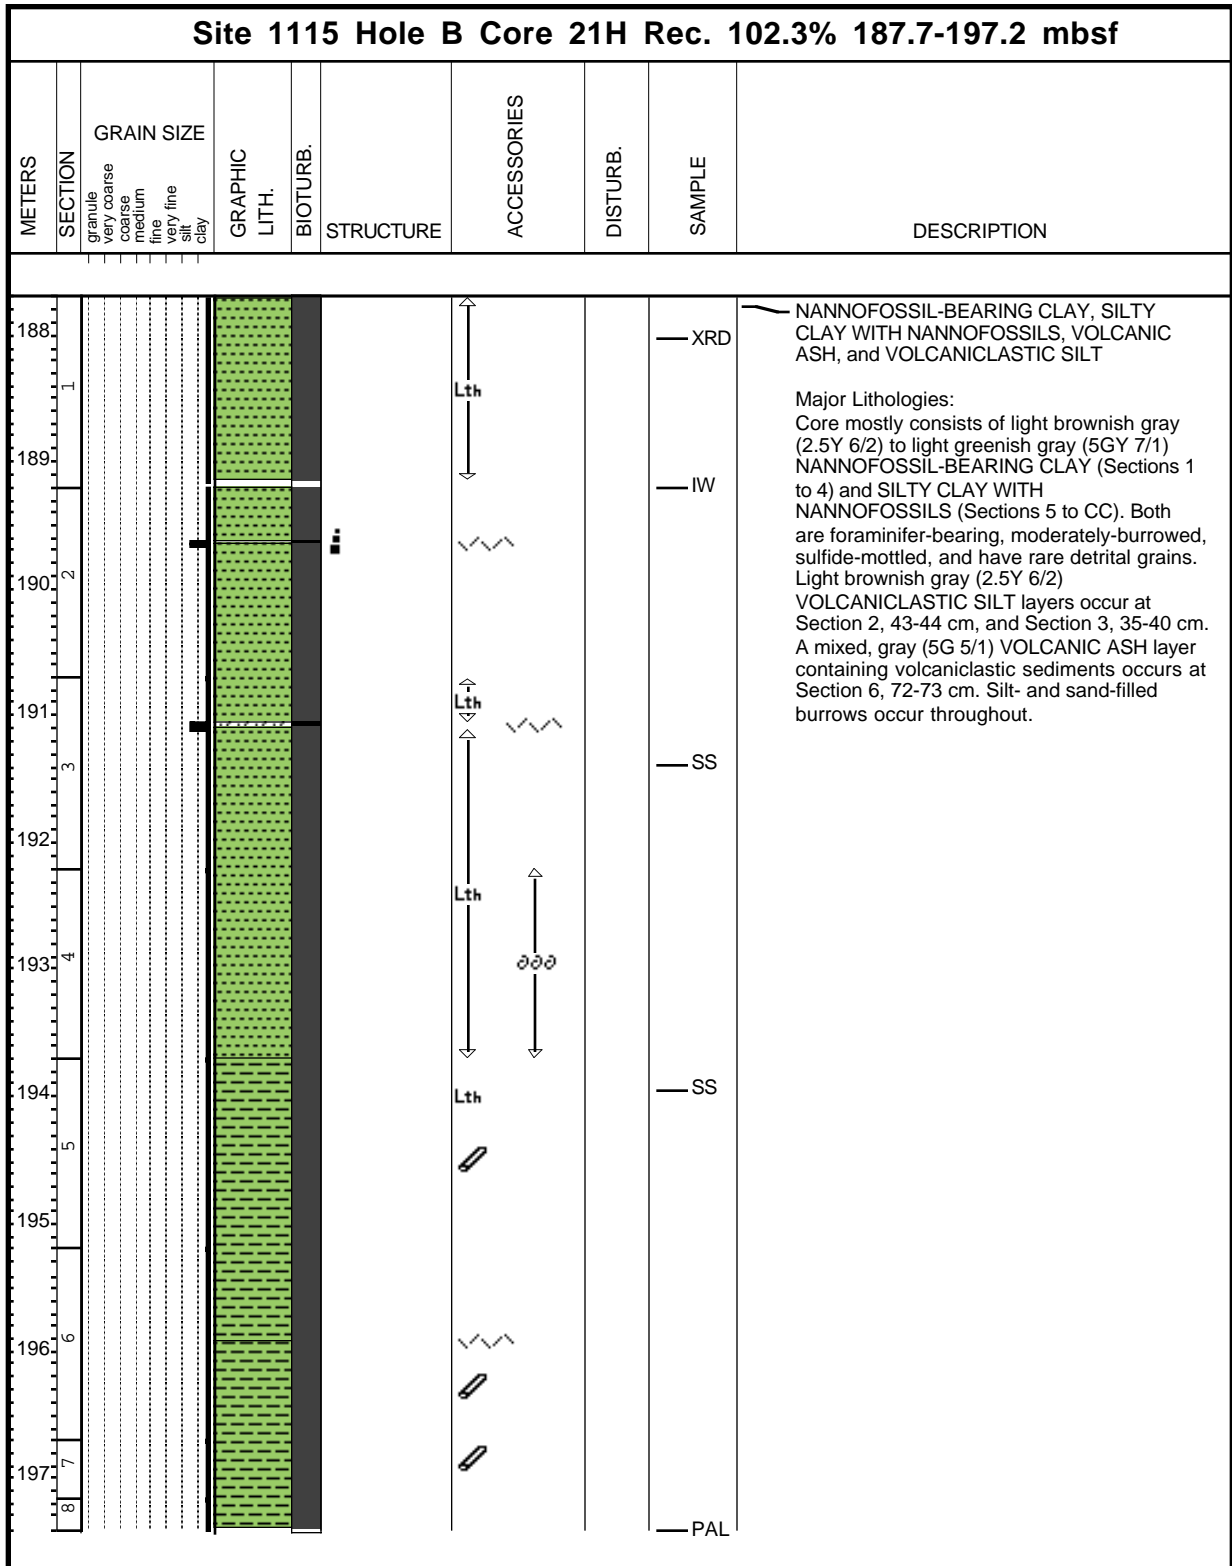 Site 1115 Hole B Core 21H Rec. 102.3% 187.7-197.2 mbsf
METERS
SECTION
GRAIN SIZE
granule
very coarse
coarse
medium
fine
very fine
silt
clay
GRAPHIC
LITH.
BIOTURB.
STRUCTURE
ACCESSORIES
DISTURB.
SAMPLE
DESCRIPTION
188
189
190
191
192
193
194
195
196
197
1
2
3
4
5
6
7
8
Lth
Lth
Lth
Lth
XRD
IW
SS
SS
PAL
NANNOFOSSIL-BEARING CLAY, SILTY
CLAY WITH NANNOFOSSILS, VOLCANIC
ASH, and VOLCANICLASTIC SILT
Major Lithologies:
Core mostly consists of light brownish gray
(2.5Y 6/2) to light greenish gray (5GY 7/1)
NANNOFOSSIL-BEARING CLAY (Sections 1
to 4) and SILTY CLAY WITH
NANNOFOSSILS (Sections 5 to CC). Both
are foraminifer-bearing, moderately-burrowed,
sulfide-mottled, and have rare detrital grains.
Light brownish gray (2.5Y 6/2)
VOLCANICLASTIC SILT layers occur at
Section 2, 43-44 cm, and Section 3, 35-40 cm.
A mixed, gray (5G 5/1) VOLCANIC ASH layer
containing volcaniclastic sediments occurs at
Section 6, 72-73 cm. Silt- and sand-filled
burrows occur throughout.